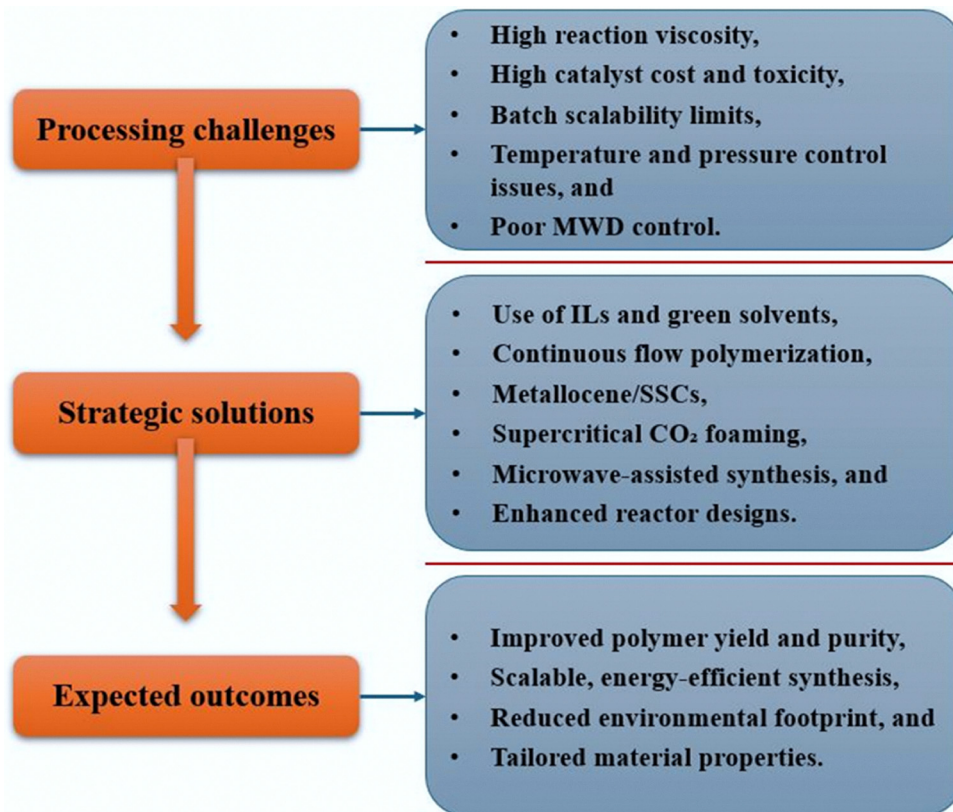 Processing challenges
• High reaction viscosity,
• High catalyst cost and toxicity,
• Batch scalability limits,
• Temperature and pressure control
issues, and
• Poor MWD control.
Strategic solutions
• Use of ILs and green solvents,
• Continuous flow polymerization,
• Metallocene/SSCs,
• Supercritical CO₂ foaming,
• Microwave-assisted synthesis, and
• Enhanced reactor designs.
Expected outcomes
• Improved polymer yield and purity,
• Scalable, energy-efficient synthesis,
• Reduced environmental footprint, and
• Tailored material properties.